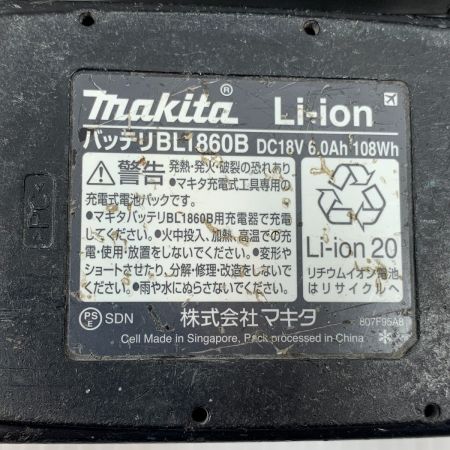 makita® Li-ion
バッテリBL1860B DC18V 6.0Ah 108Wh
警告 発熱・発火・破裂の恐れあり
●マキタ充電式工具専用の
充電式電池パックです。
●マキタバッテリBL1860B用充電器で充電
してください。●火中投入、加熱、高温での充
電・使用・放置をしないでください。●変形や
ショートさせたり、分解・修理・改造をしないで
ください。●雨や水にぬらさないでください。
Li-ion 20
リチウムイオン電池
はリサイクルへ
PSE SDN 株式会社マキタ 807F95A8
Cell Made in Singapore, Pack processed in China
>PC<